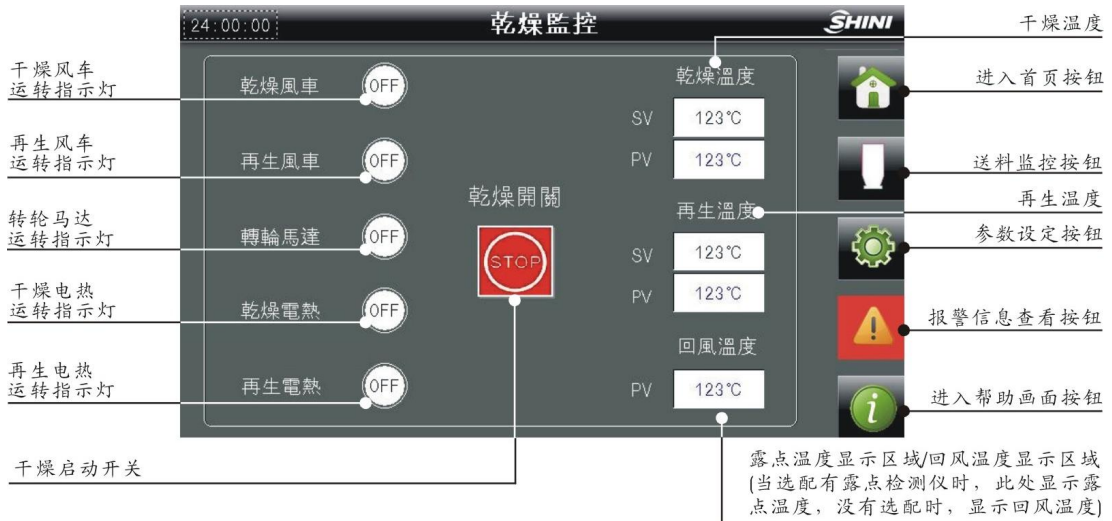 24:00:00
乾燥監控
SHINI
干燥温度
干燥风车
运转指示灯
乾燥風車
OFF
乾燥溫度
进入首页按钮
SV
123℃
再生风车
运转指示灯
再生風車
OFF
PV
123℃
送料监控按钮
乾燥開關
再生溫度
再生温度
转轮马达
运转指示灯
轉輪馬達
OFF
STOP
SV
123℃
参数设定按钮
干燥电热
运转指示灯
乾燥電熱
OFF
PV
123℃
报警信息查看按钮
回風溫度
再生电热
运转指示灯
再生電熱
OFF
PV
123℃
i
进入帮助画面按钮
干燥启动开关
露点温度显示区域/回风温度显示区域
(当选配有露点检测仪时，此处显示露
点温度，没有选配时，显示回风温度)